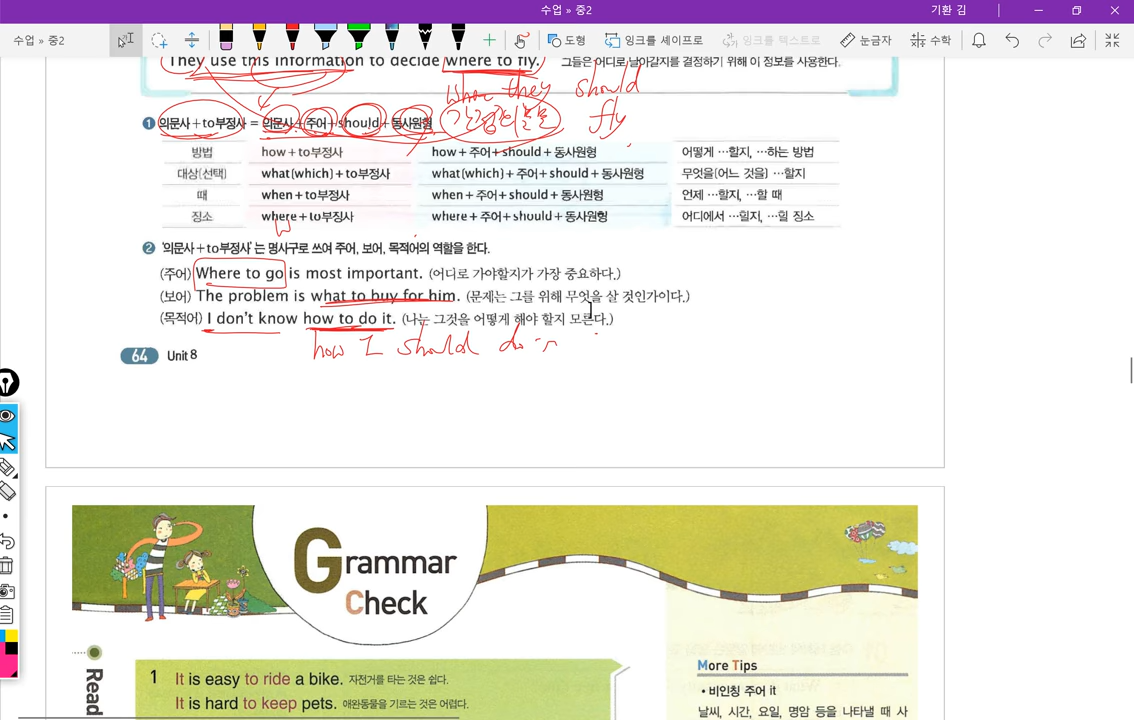 수업 » 중2
기환 김
수업 » 중2
도형
잉크를 셰이프로
잉크를 텍스트로
눈금자
수학
They use this information to decide where to fly.
그들은 어디로 날아갈지를 결정하기 위해 이 정보를 사용한다.
they should
fly
❶ 의문사+to부정사 = 의문사+주어+should+동사원형
간접의문문
방법 how+to부정사 how+주어+should+동사원형 어떻게 …할지, …하는 방법
대상(선택) what(which)+to부정사 what(which)+주어+should+동사원형 무엇을(어느 것을) …할지
때 when+to부정사 when+주어+should+동사원형 언제 …할지, …할 때
장소 where+to부정사 where+주어+should+동사원형 어디에서 …할지, …할 장소
❷ '의문사+to부정사'는 명사구로 쓰여 주어, 보어, 목적어의 역할을 한다.
(주어) Where to go is most important. (어디로 가야할지가 가장 중요하다.)
(보어) The problem is what to buy for him. (문제는 그를 위해 무엇을 살 것인가이다.)
(목적어) I don't know how to do it. (나는 그것을 어떻게 해야 할지 모른다.)
how I should do
64 Unit 8
Grammar
Check
Read
1 It is easy to ride a bike. 자전거를 타는 것은 쉽다.
It is hard to keep pets. 애완동물을 기르는 것은 어렵다.
More Tips
• 비인칭 주어 it
날씨, 시간, 요일, 명암 등을 나타낼 때 사